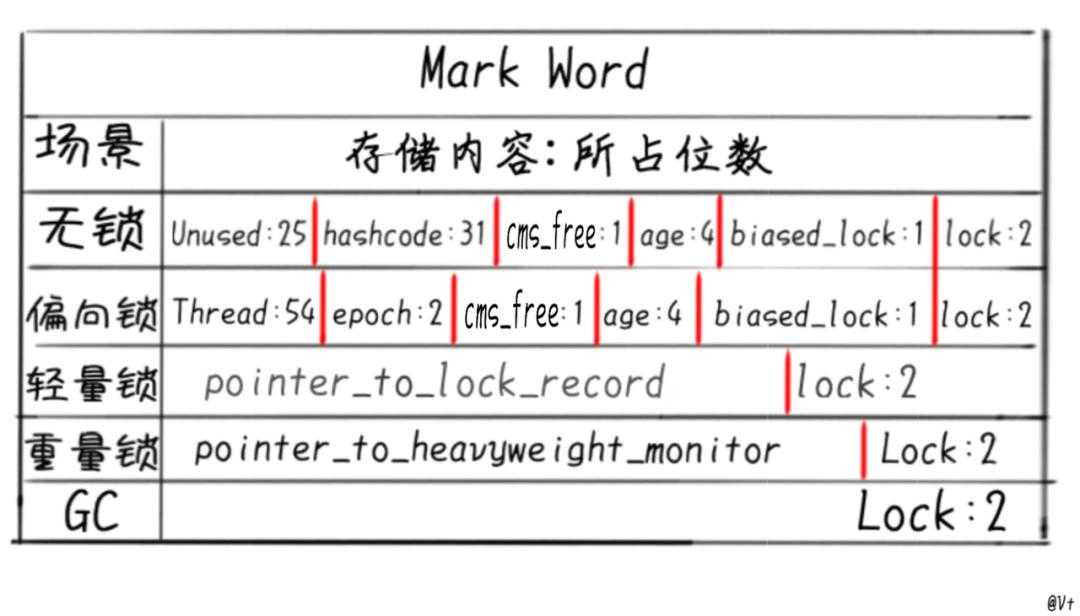 Mark Word
场景 存储内容：所占位数
无锁 Unused:25 hashcode:31 cms_free:1 age:4 biased_lock:1 lock:2
偏向锁 Thread:54 epoch:2 cms_free:1 age:4 biased_lock:1 lock:2
轻量锁 pointer_to_lock_record lock:2
重量锁 pointer_to_heavyweight_monitor Lock:2
GC Lock:2
@Vt